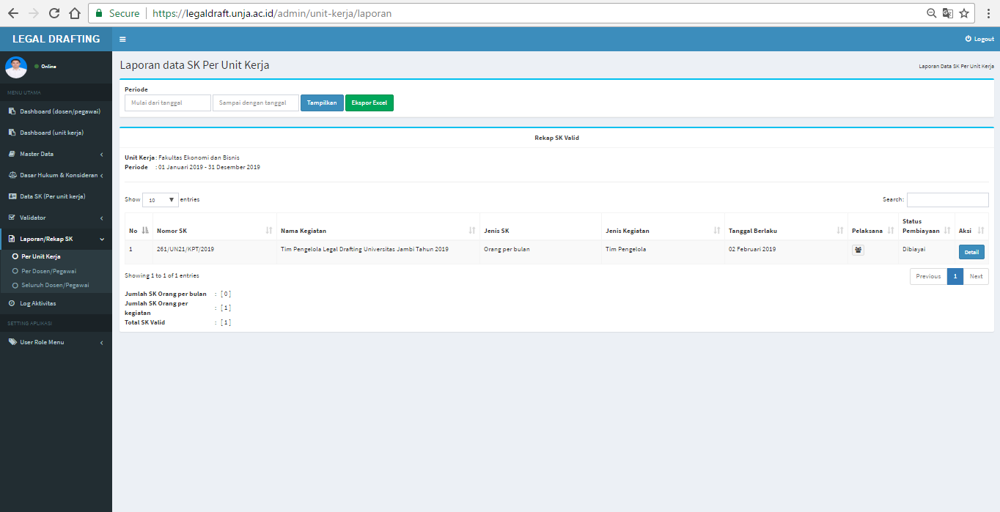 Secure https://legaldraft.unja.ac.id/admin/unit-kerja/laporan
LEGAL DRAFTING
Logout
Online
MENU UTAMA
Dashboard (dosen/pegawai)
Dashboard (unit kerja)
Master Data
Dasar Hukum & Konsideran
Data SK (Per unit kerja)
Validator
Laporan/Rekap SK
Per Unit Kerja
Per Dosen/Pegawai
Seluruh Dosen/Pegawai
Log Aktivitas
SETTING APLIKASI
User Role Menu
Laporan data SK Per Unit Kerja
Laporan Data SK Per Unit Kerja
Periode
Mulai dari tanggal Sampai dengan tanggal Tampilkan Ekspor Excel
Rekap SK Valid
Unit Kerja : Fakultas Ekonomi dan Bisnis
Periode : 01 Januari 2019 - 31 Desember 2019
Show 10 entries
Search:
No Nomor SK Nama Kegiatan Jenis SK Jenis Kegiatan Tanggal Berlaku Pelaksana Status Pembiayaan Aksi
1 261/UN21/KPT/2019 Tim Pengelola Legal Drafting Universitas Jambi Tahun 2019 Orang per bulan Tim Pengelola 02 Februari 2019 Dibiayai Detail
Showing 1 to 1 of 1 entries
Previous 1 Next
Jumlah SK Orang per bulan : [ 0 ]
Jumlah SK Orang per kegiatan : [ 1 ]
Total SK Valid : [ 1 ]